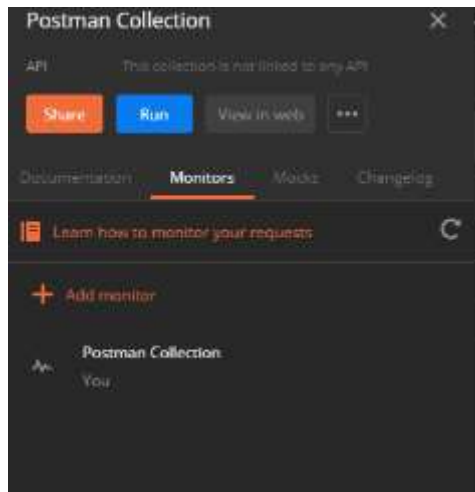 Postman Collection
API This collection is not linked to any API
Share Run View in web
Documentation Monitors Mocks Changelog
Learn how to monitor your requests
Add monitor
Postman Collection
You